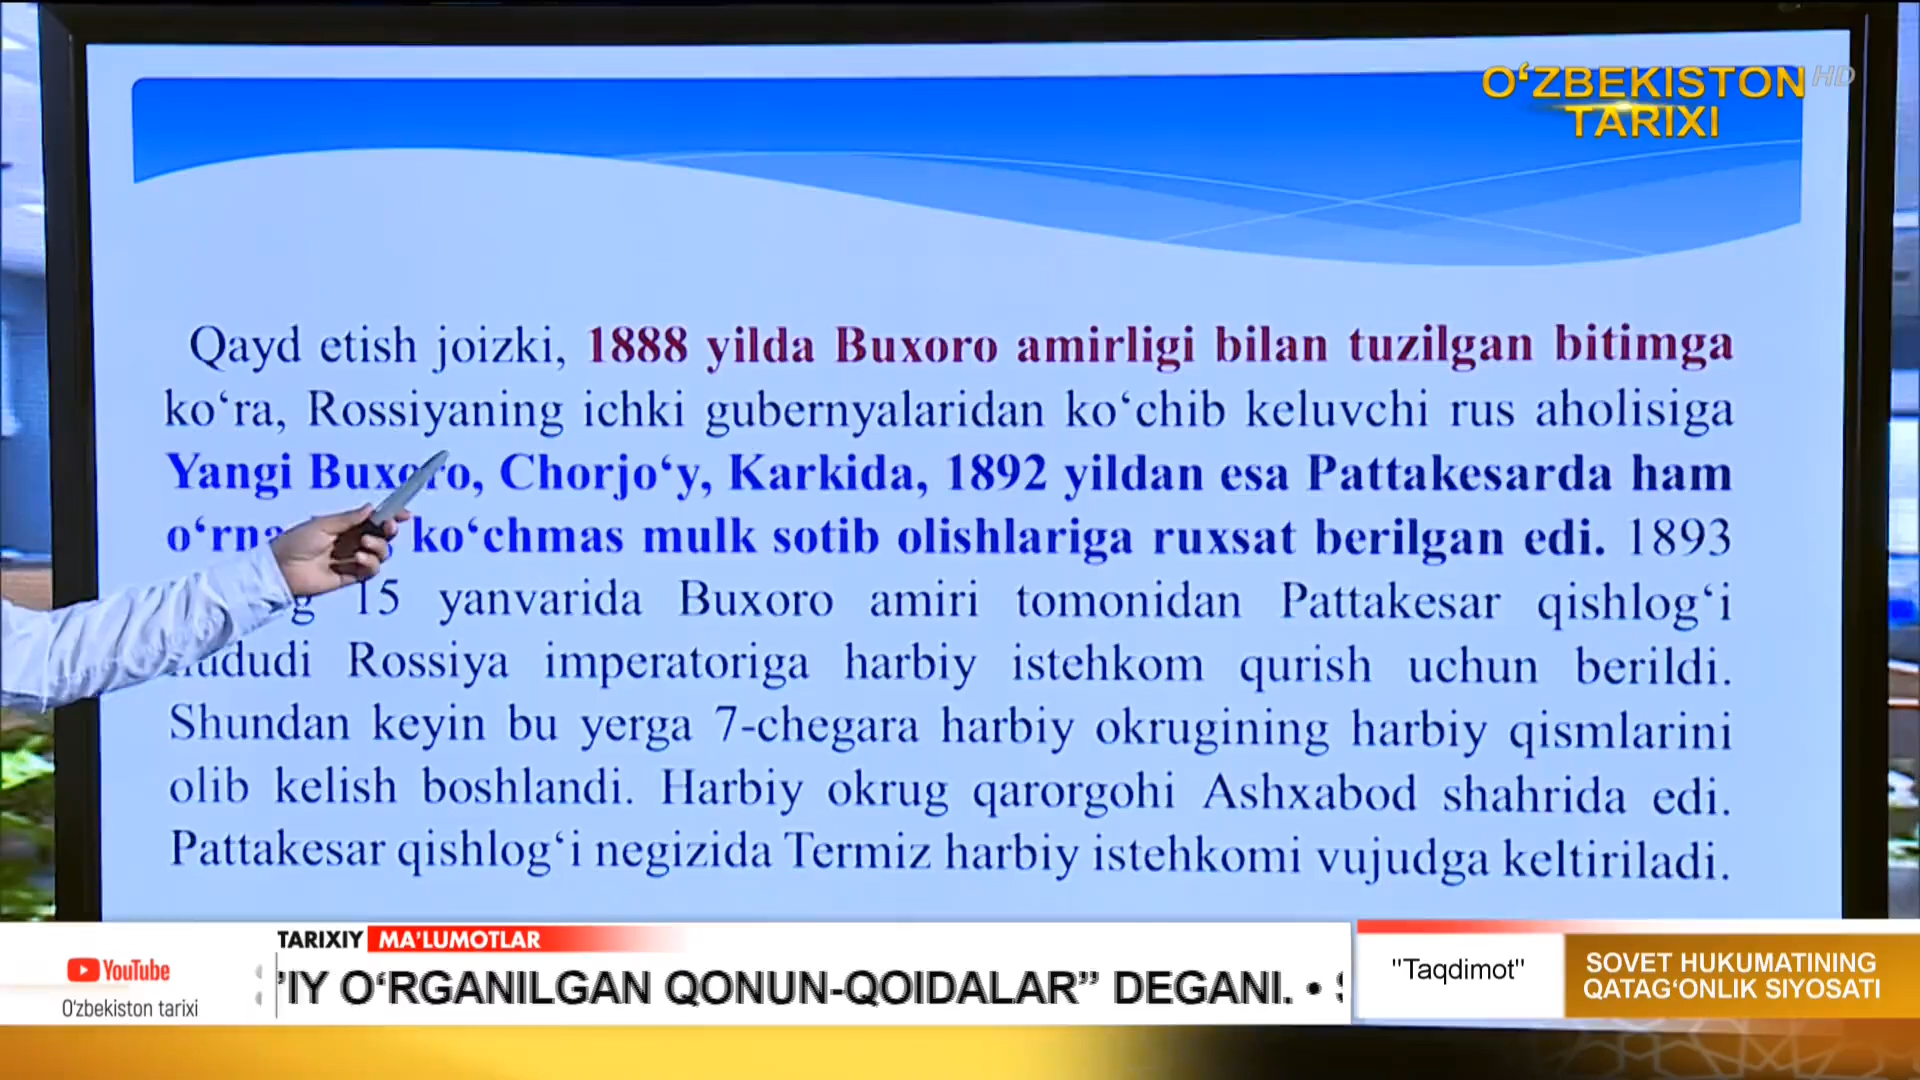 O‘ZBEKISTON HD
TARIXI
Qayd etish joizki, 1888 yilda Buxoro amirligi bilan tuzilgan bitimga
ko‘ra, Rossiyaning ichki gubernyalaridan ko‘chib keluvchi rus aholisiga
Yangi Buxoro, Chorjo‘y, Karkida, 1892 yildan esa Pattakesarda ham
ko‘chmas mulk sotib olishlariga ruxsat berilgan edi. 1893
15 yanvarida Buxoro amiri tomonidan Pattakesar qishlog‘i
hududi Rossiya imperatoriga harbiy istehkom qurish uchun berildi.
Shundan keyin bu yerga 7-chegara harbiy okrugining harbiy qismlarini
olib kelish boshlandi. Harbiy okrug qarorgohi Ashxabod shahrida edi.
Pattakesar qishlog‘i negizida Termiz harbiy istehkomi vujudga keltiriladi.
TARIXIY MA’LUMOTLAR
YouTube
O‘zbekiston tarixi
’IY O‘RGANILGAN QONUN-QOIDALAR” DEGANI. •
"Taqdimot"
SOVET HUKUMATINING
QATAG‘ONLIK SIYOSATI